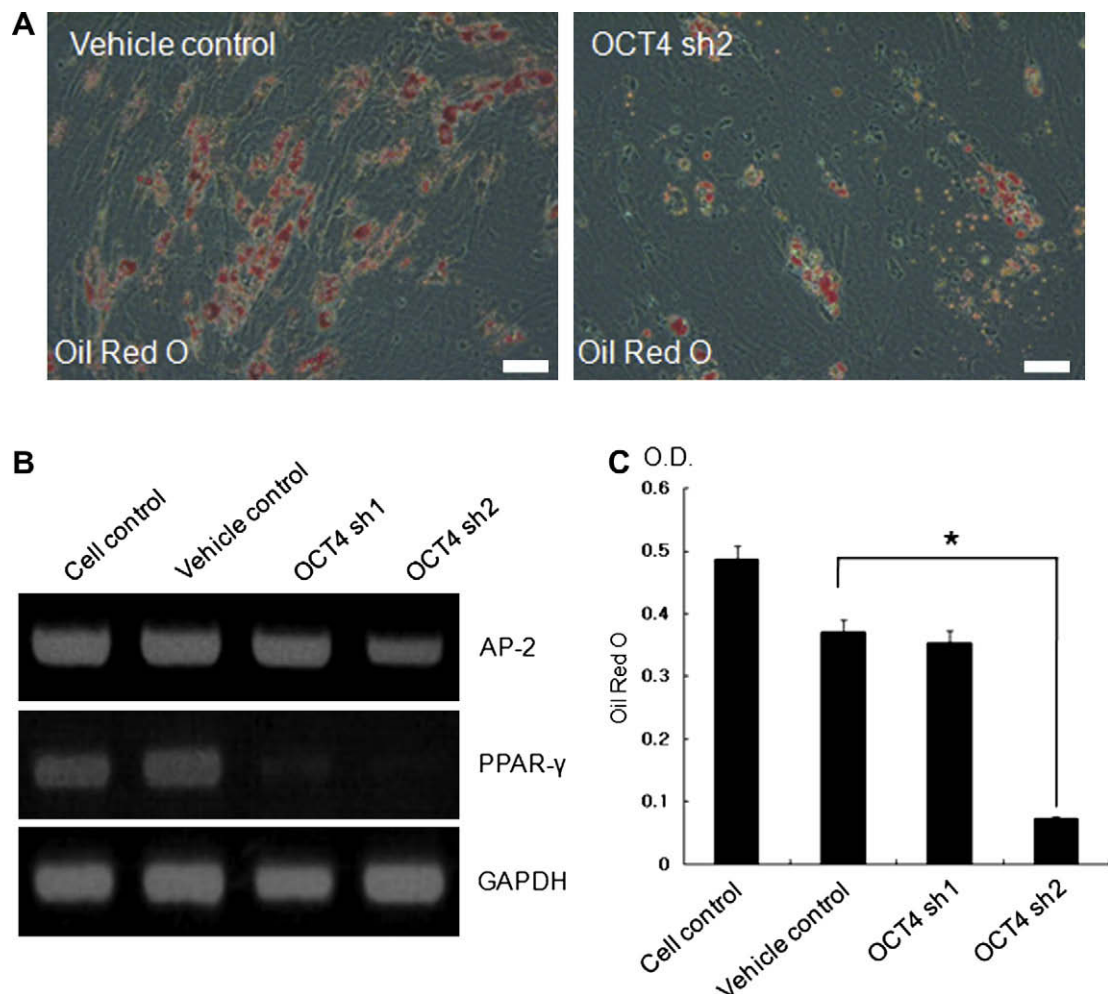 A
Vehicle control
Oil Red O
OCT4 sh2
Oil Red O
B
Cell control
Vehicle control
OCT4 sh1
OCT4 sh2
AP-2
PPAR-γ
GAPDH
C
O.D.
Oil Red O
0.6
0.5
0.4
0.3
0.2
0.1
0
*
Cell control
Vehicle control
OCT4 sh1
OCT4 sh2